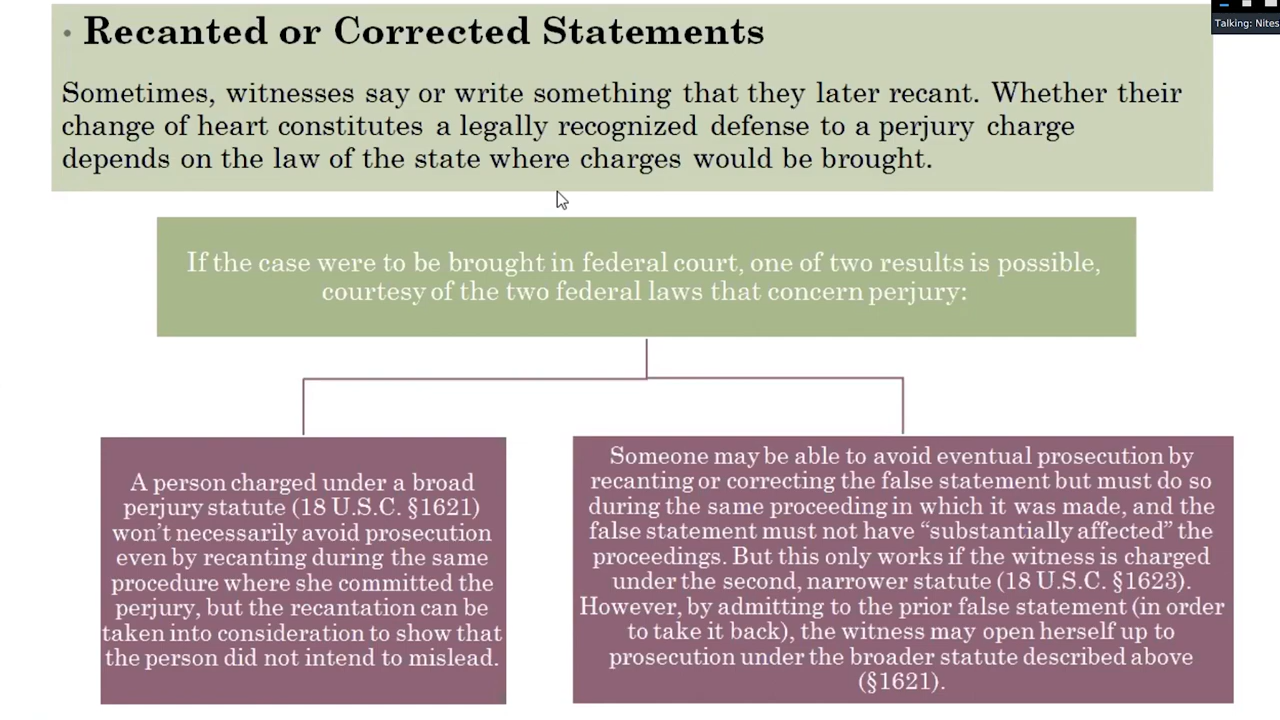 Talking: Nites
• Recanted or Corrected Statements
Sometimes, witnesses say or write something that they later recant. Whether their
change of heart constitutes a legally recognized defense to a perjury charge
depends on the law of the state where charges would be brought.
If the case were to be brought in federal court, one of two results is possible,
courtesy of the two federal laws that concern perjury:
A person charged under a broad
perjury statute (18 U.S.C. §1621)
won’t necessarily avoid prosecution
even by recanting during the same
procedure where she committed the
perjury, but the recantation can be
taken into consideration to show that
the person did not intend to mislead.
Someone may be able to avoid eventual prosecution by
recanting or correcting the false statement but must do so
during the same proceeding in which it was made, and the
false statement must not have “substantially affected” the
proceedings. But this only works if the witness is charged
under the second, narrower statute (18 U.S.C. §1623).
However, by admitting to the prior false statement (in order
to take it back), the witness may open herself up to
prosecution under the broader statute described above
(§1621).